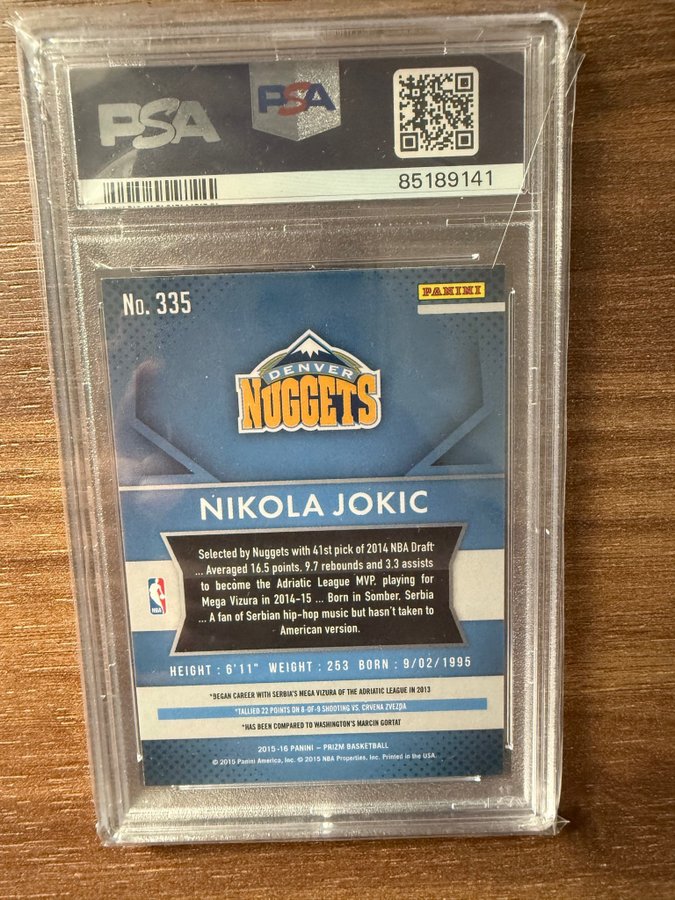 PSA
PSA
85189141
No. 335
PANINI
DENVER
NUGGETS
NIKOLA JOKIC
Selected by Nuggets with 41st pick of 2014 NBA Draft
... Averaged 16.5 points. 9.7 rebounds and 3.3 assists
to become the Adriatic League MVP, playing for
Mega Vizura in 2014-15 ... Born in Somber, Serbia
... A fan of Serbian hip-hop music but hasn't taken to
American version.
NBA
HEIGHT : 6'11" WEIGHT : 253 BORN : 9/02/1995
*BEGAN CAREER WITH SERBIA'S MEGA VIZURA OF THE ADRIATIC LEAGUE IN 2013
*TALLIED 22 POINTS ON 8-OF-9 SHOOTING VS. CRVENA ZVEZDA
*HAS BEEN COMPARED TO WASHINGTON'S MARCIN GORTAT
2015-16 PANINI – PRIZM BASKETBALL
© 2015 Panini America, Inc. © 2015 NBA Properties, Inc. Printed in the USA.